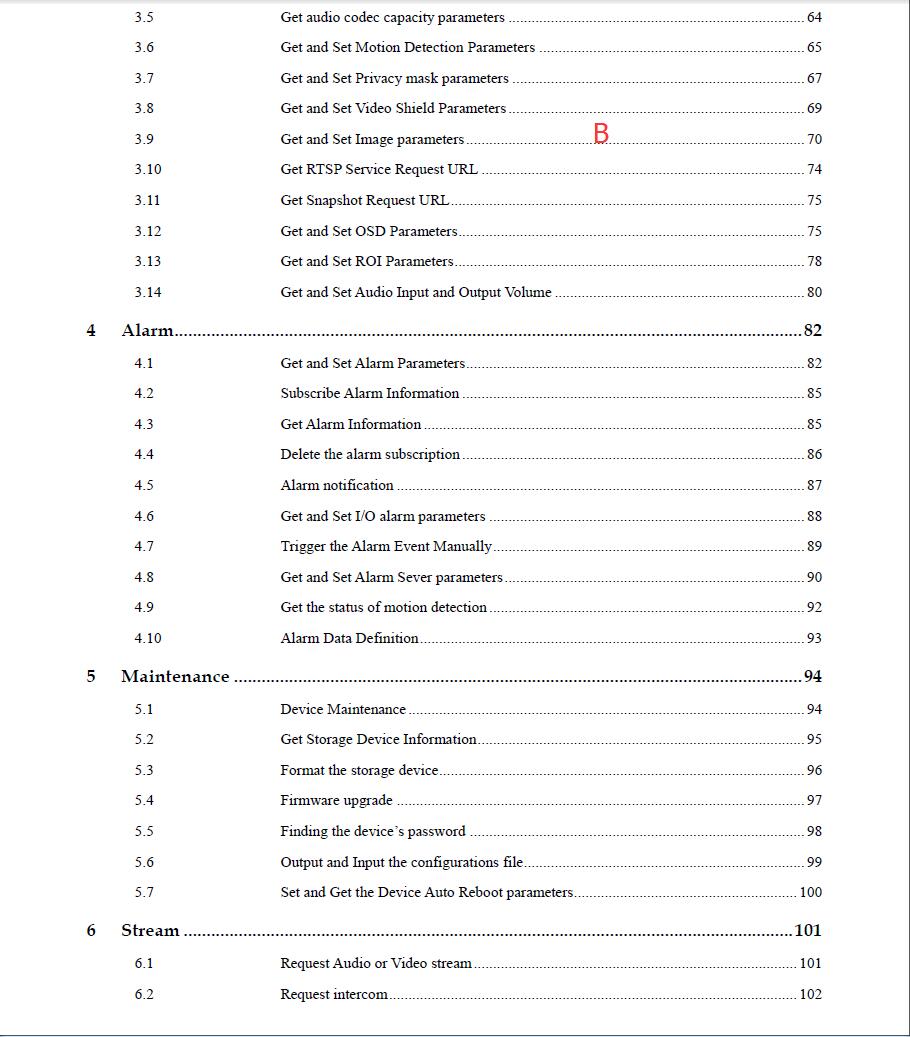 3.5 Get audio codec capacity parameters ........ 64
3.6 Get and Set Motion Detection Parameters ........ 65
3.7 Get and Set Privacy mask parameters ........ 67
3.8 Get and Set Video Shield Parameters ........ 69
B
3.9 Get and Set Image parameters ........ 70
3.10 Get RTSP Service Request URL ........ 74
3.11 Get Snapshot Request URL ........ 75
3.12 Get and Set OSD Parameters ........ 75
3.13 Get and Set ROI Parameters ........ 78
3.14 Get and Set Audio Input and Output Volume ........ 80
4 Alarm ........ 82
4.1 Get and Set Alarm Parameters ........ 82
4.2 Subscribe Alarm Information ........ 85
4.3 Get Alarm Information ........ 85
4.4 Delete the alarm subscription ........ 86
4.5 Alarm notification ........ 87
4.6 Get and Set I/O alarm parameters ........ 88
4.7 Trigger the Alarm Event Manually ........ 89
4.8 Get and Set Alarm Sever parameters ........ 90
4.9 Get the status of motion detection ........ 92
4.10 Alarm Data Definition ........ 93
5 Maintenance ........ 94
5.1 Device Maintenance ........ 94
5.2 Get Storage Device Information ........ 95
5.3 Format the storage device ........ 96
5.4 Firmware upgrade ........ 97
5.5 Finding the device’s password ........ 98
5.6 Output and Input the configurations file ........ 99
5.7 Set and Get the Device Auto Reboot parameters ........ 100
6 Stream ........ 101
6.1 Request Audio or Video stream ........ 101
6.2 Request intercom ........ 102